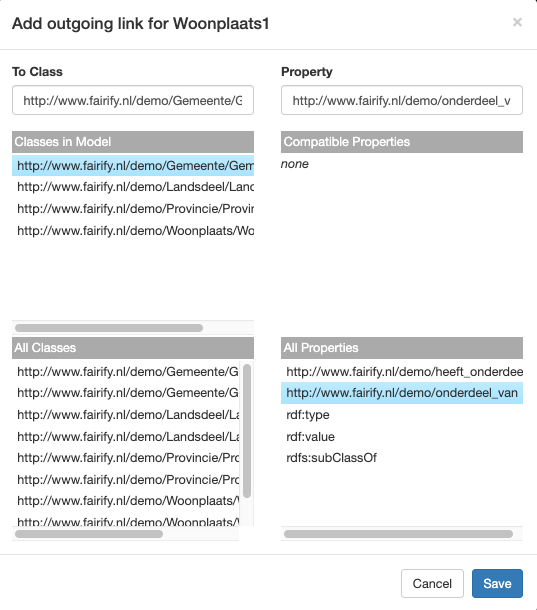 Add outgoing link for Woonplaats1
×
To Class
Property
http://www.fairify.nl/demo/Gemeente/G
http://www.fairify.nl/demo/onderdeel_v
Classes in Model
http://www.fairify.nl/demo/Gemeente/Gem
http://www.fairify.nl/demo/Landsdeel/Land
http://www.fairify.nl/demo/Provincie/Provin
http://www.fairify.nl/demo/Woonplaats/Wo
Compatible Properties
none
All Classes
http://www.fairify.nl/demo/Gemeente/G
http://www.fairify.nl/demo/Gemeente/G
http://www.fairify.nl/demo/Landsdeel/La
http://www.fairify.nl/demo/Landsdeel/La
http://www.fairify.nl/demo/Provincie/Pro
http://www.fairify.nl/demo/Provincie/Pro
http://www.fairify.nl/demo/Woonplaats/W
http://www.fairify.nl/demo/Woonplaats/W
All Properties
http://www.fairify.nl/demo/heeft_onderdee
http://www.fairify.nl/demo/onderdeel_van
rdf:type
rdf:value
rdfs:subClassOf
Cancel
Save